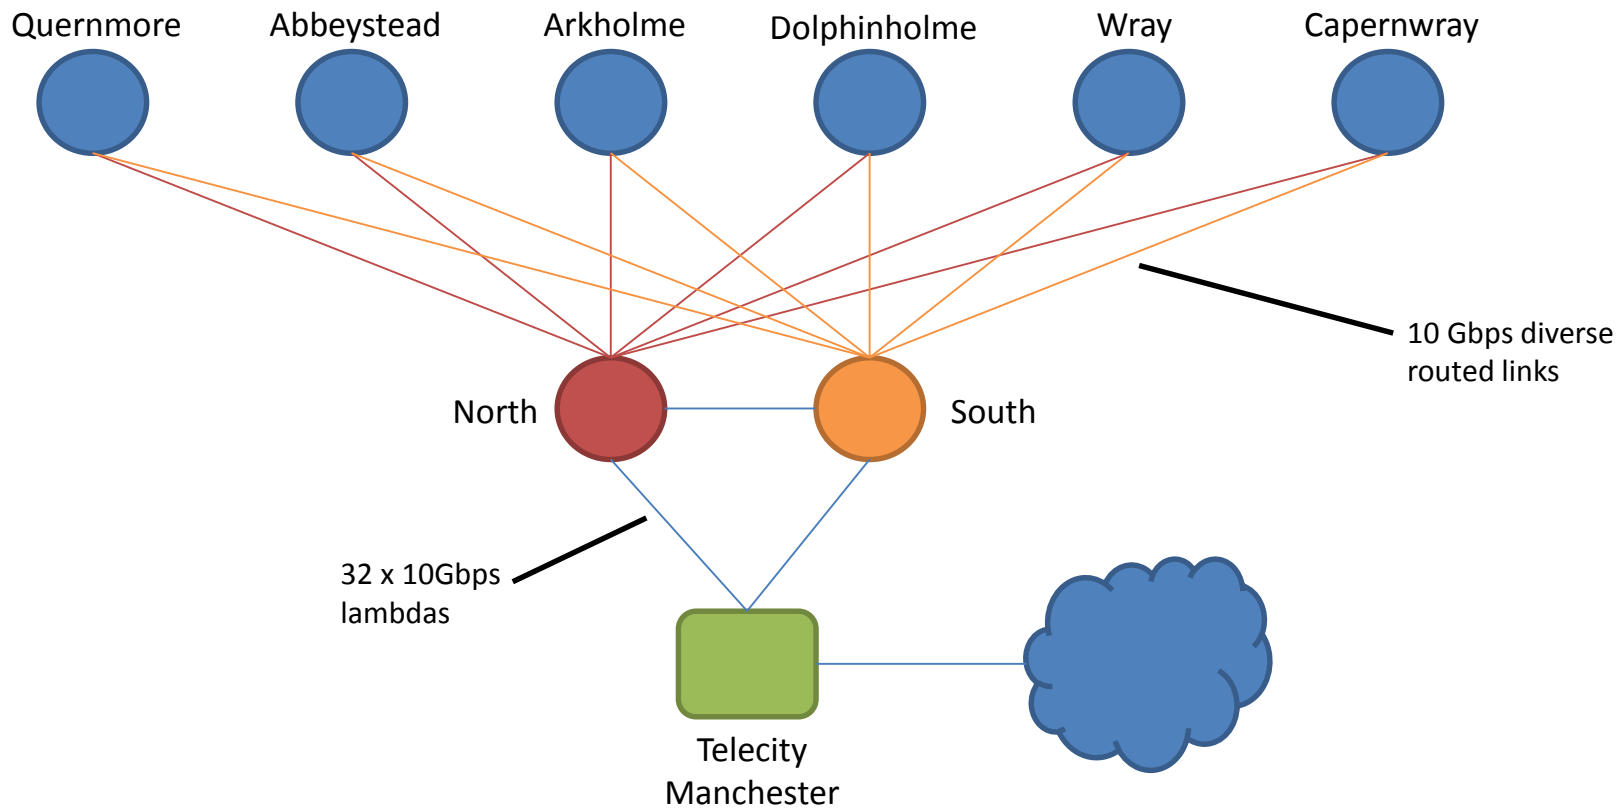 Quernmore
Abbeystead
Arkholme
Dolphinholme
Wray
Capernwray
10 Gbps diverse
routed links
North
South
32 x 10Gbps
lambdas
Telecity
Manchester